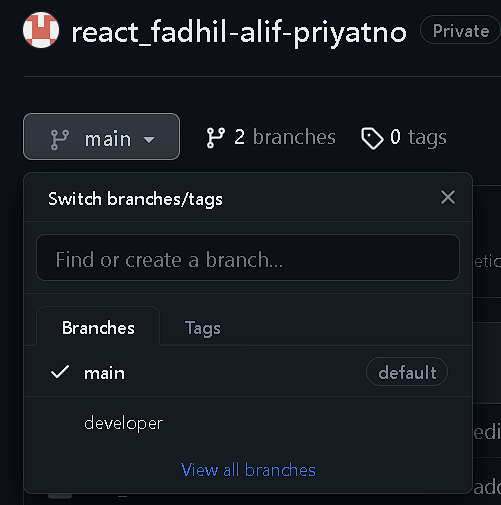 react_fadhil-alif-priyatno Private
main 2 branches 0 tags
Switch branches/tags
Find or create a branch...
Branches Tags
main default
developer
View all branches